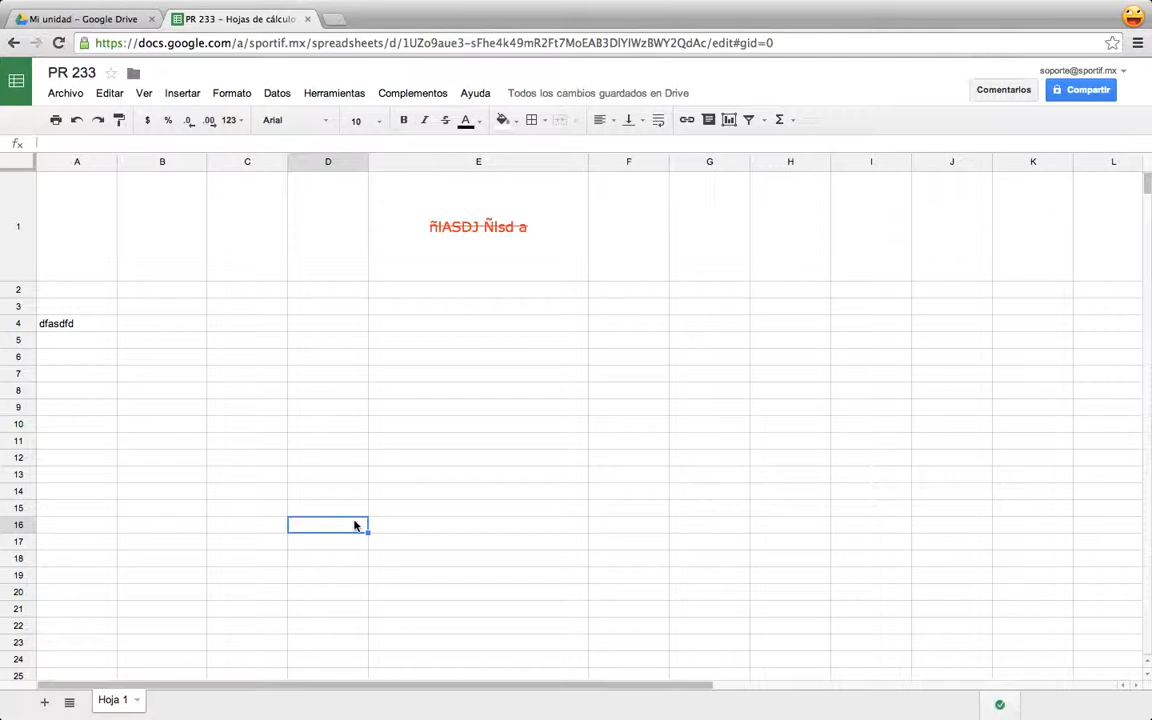 Mi unidad – Google Drive
PR 233 – Hojas de cálculo
https://docs.google.com/a/sportif.mx/spreadsheets/d/1UZo9aue3-sFhe4k49mR2Ft7MoEAB3DlYIWzBWY2QdAc/edit#gid=0
PR 233
soporte@sportif.mx
Archivo Editar Ver Insertar Formato Datos Herramientas Complementos Ayuda Todos los cambios guardados en Drive
Comentarios Compartir
$ % .0 .00 123 Arial 10 B I S A Σ
fx
A B C D E F G H I J K L
1 ñlASDJ Ñlsd a
2
3
4 dfasdfd
5
6
7
8
9
10
11
12
13
14
15
16
17
18
19
20
21
22
23
24
25
Hoja 1